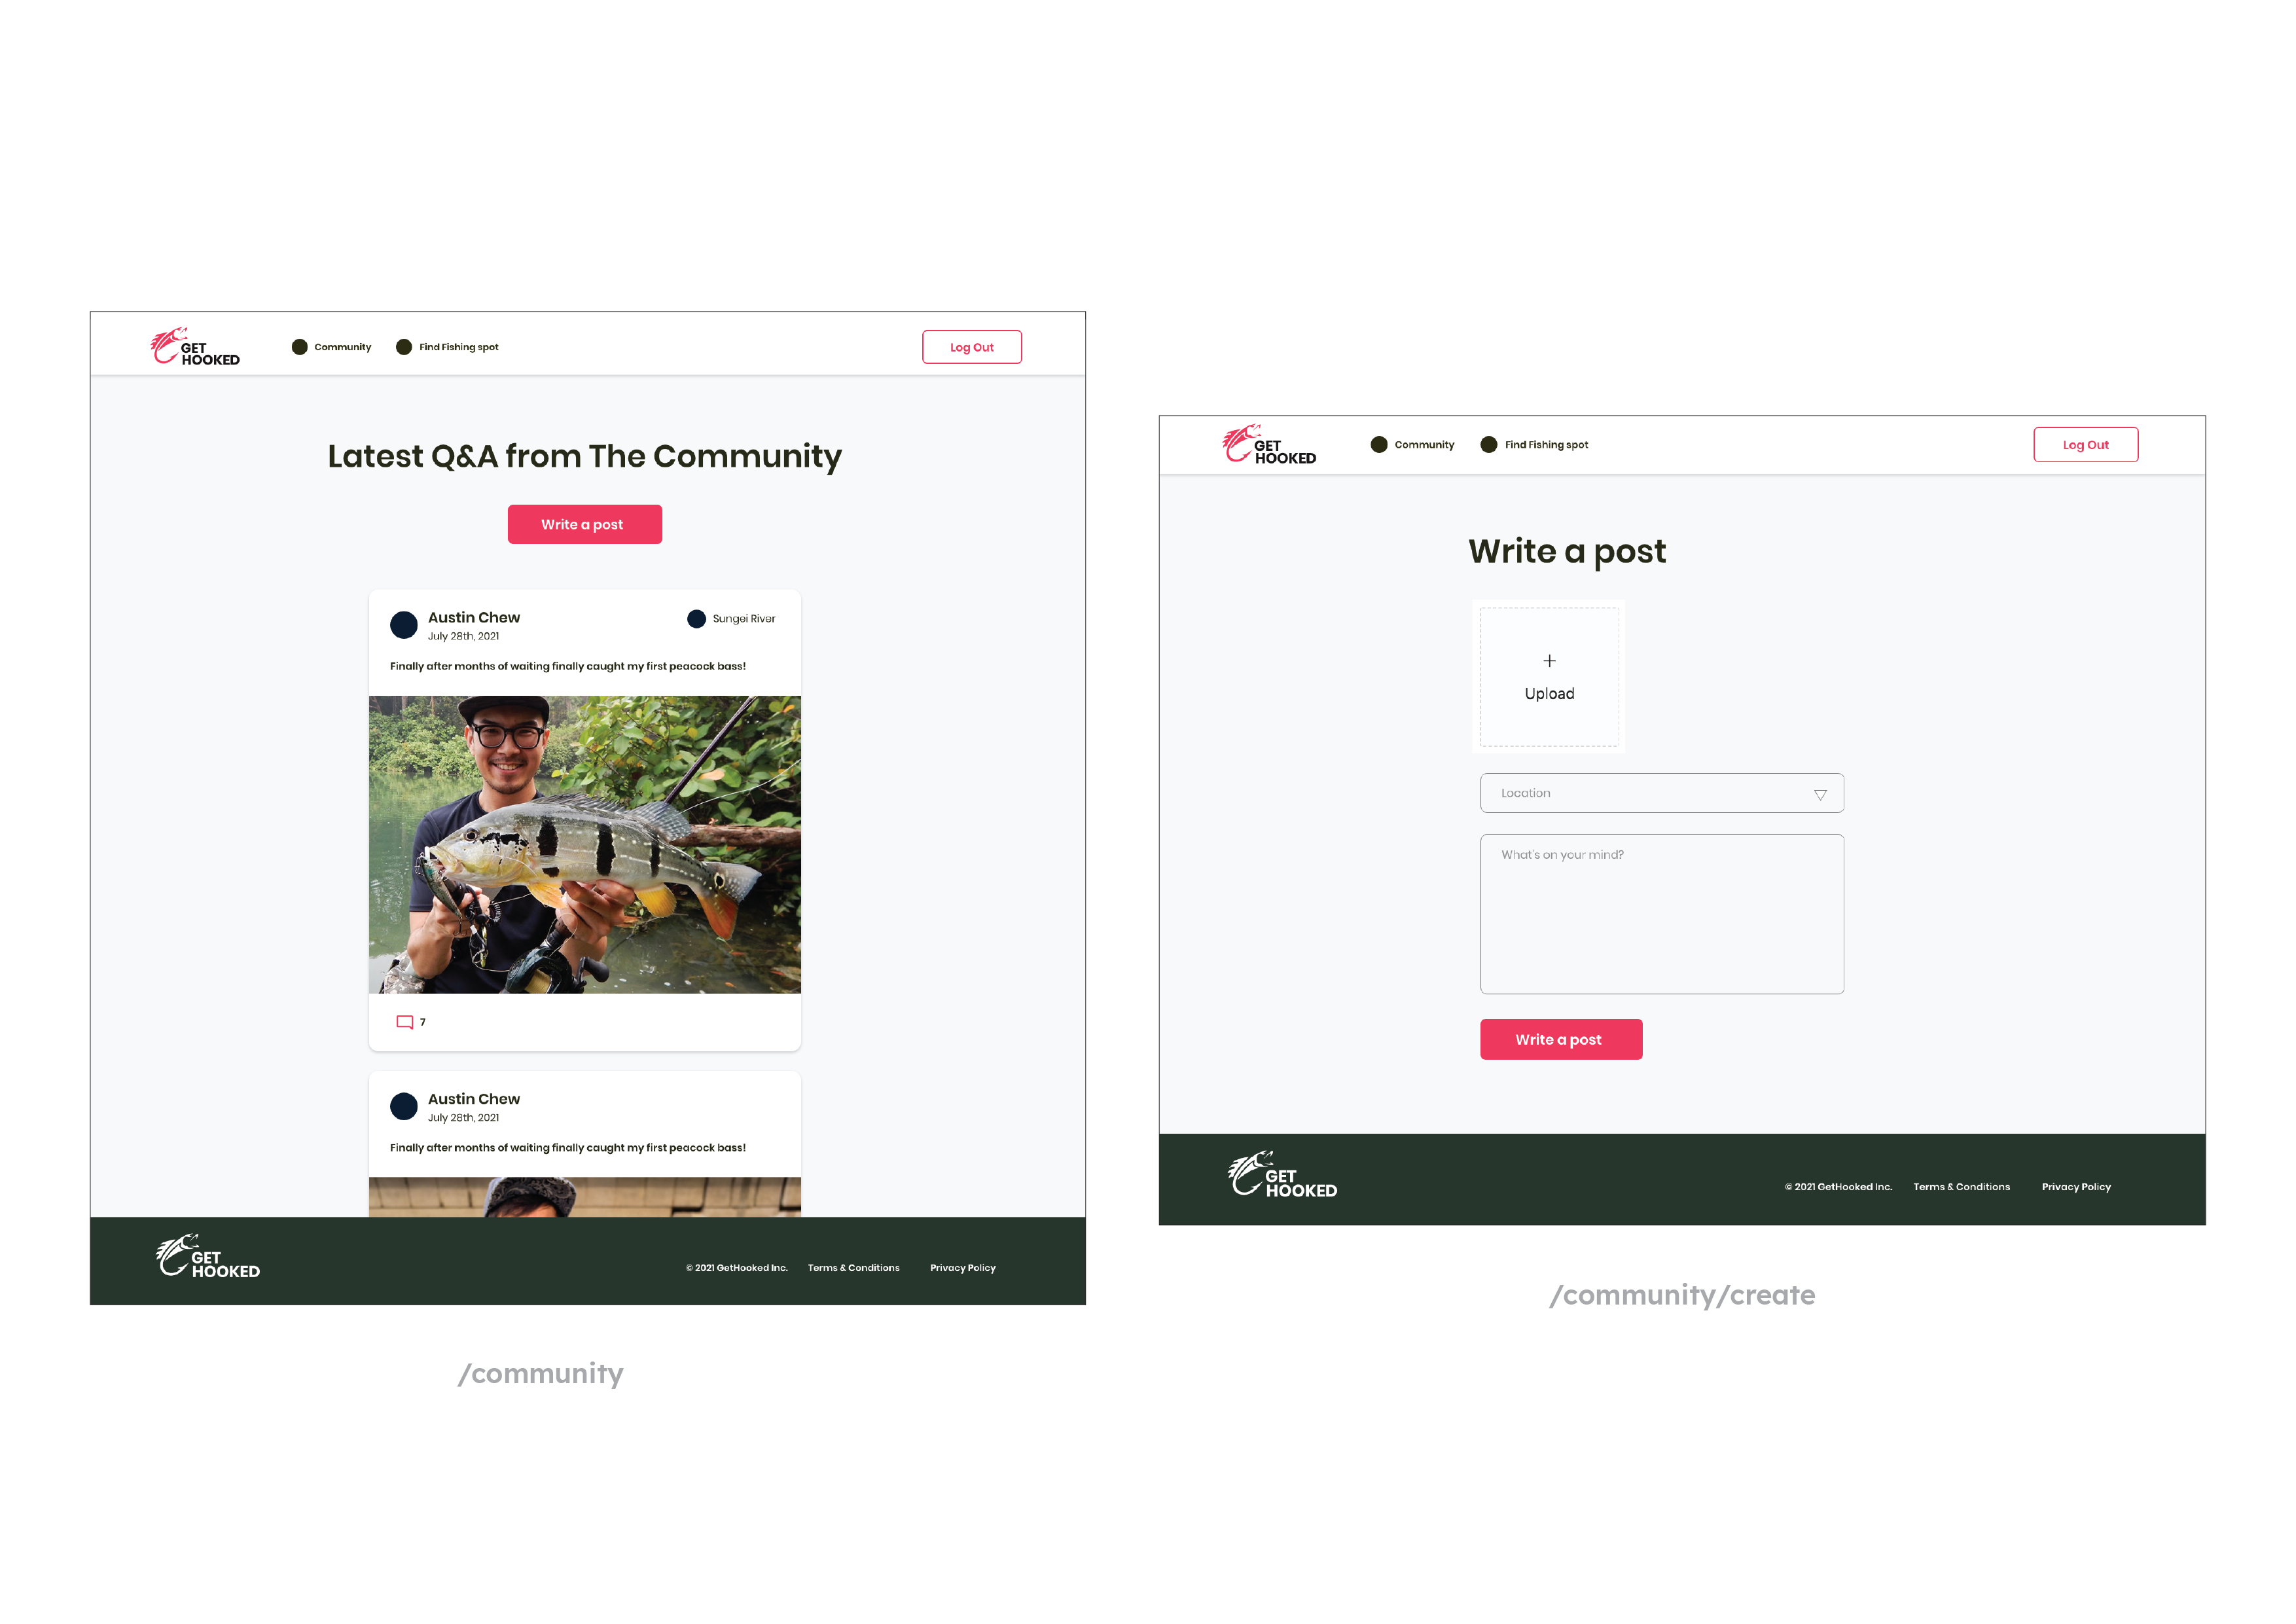 GET
HOOKED
Community
Find Fishing spot
Log Out
Latest Q&A from The Community
Write a post
Austin Chew
July 28th, 2021
Sungei River
Finally after months of waiting finally caught my first peacock bass!
7
Austin Chew
July 28th, 2021
Finally after months of waiting finally caught my first peacock bass!
GET
HOOKED
© 2021 GetHooked Inc.
Terms & Conditions
Privacy Policy
/community
GET
HOOKED
Community
Find Fishing spot
Log Out
Write a post
+
Upload
Location
What's on your mind?
Write a post
GET
HOOKED
© 2021 GetHooked Inc.
Terms & Conditions
Privacy Policy
/community/create